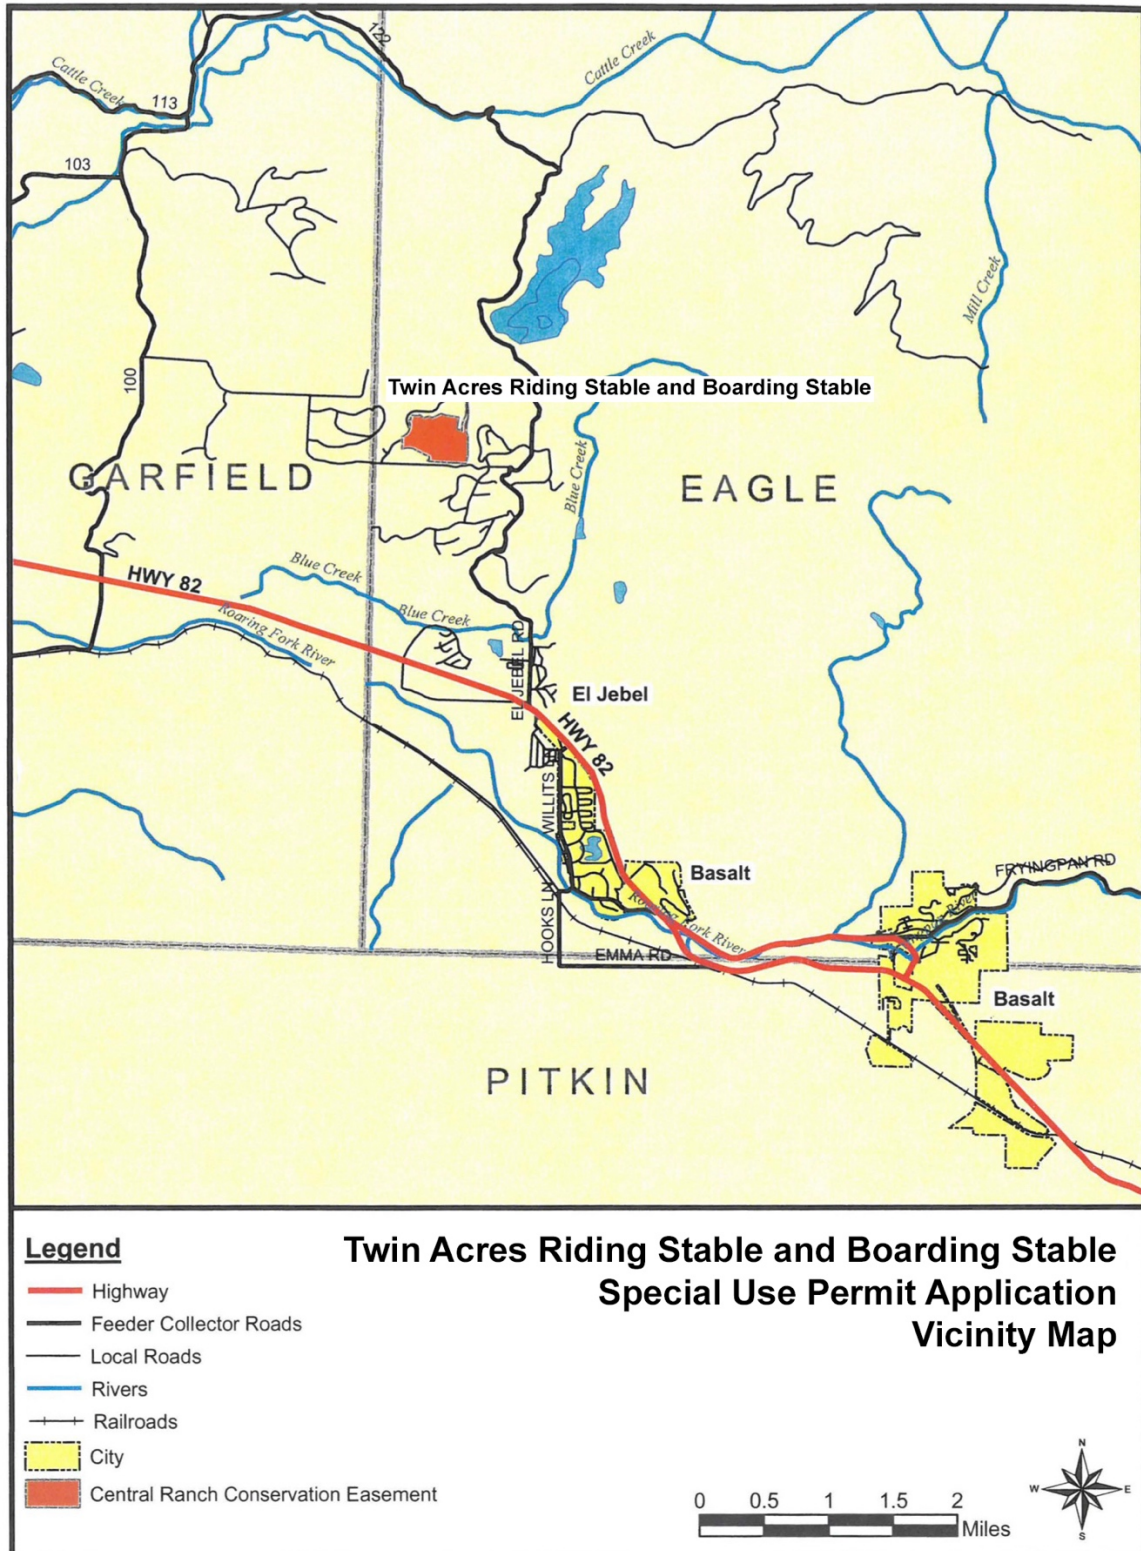 122
Cattle Creek
Cattle Creek
113
103
Mill Creek
100
Twin Acres Riding Stable and Boarding Stable
GARFIELD
EAGLE
Blue Creek
HWY 82
Blue Creek
Blue Creek
Roaring Fork River
EL JEBEL RD
El Jebel
HWY 82
WILLITS
Basalt
FRYINGPAN RD
HOOKS LN
Roaring Fork River
River
EMMA RD
Basalt
PITKIN
Legend
Highway
Feeder Collector Roads
Local Roads
Rivers
Railroads
City
Central Ranch Conservation Easement
Twin Acres Riding Stable and Boarding Stable
Special Use Permit Application
Vicinity Map
N
W E
S
0 0.5 1 1.5 2
Miles